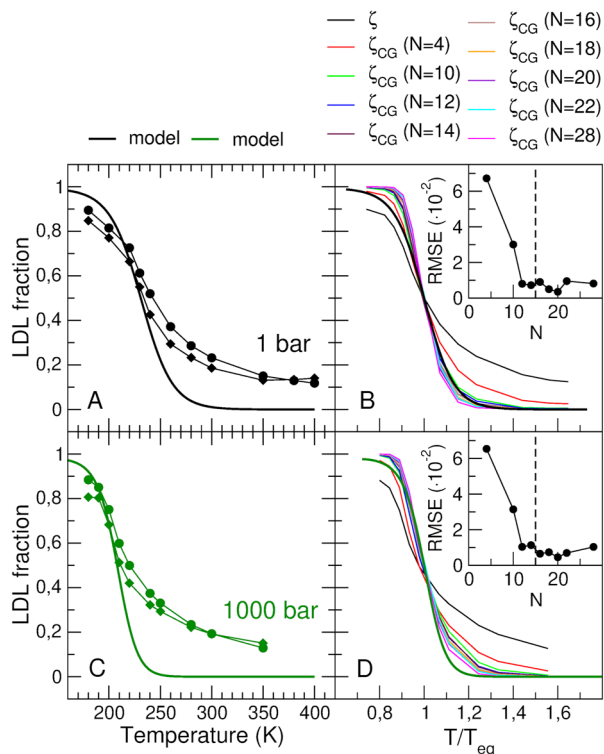 ζ
ζCG (N=4)
ζCG (N=10)
ζCG (N=12)
ζCG (N=14)
ζCG (N=16)
ζCG (N=18)
ζCG (N=20)
ζCG (N=22)
ζCG (N=28)
model
model
LDL fraction
1
0,8
0,6
0,4
0,2
0
A
1 bar
B
RMSE (·10-2)
6
4
2
0
0
10
20
30
N
LDL fraction
1
0,8
0,6
0,4
0,2
0
C
1000 bar
200
250
300
350
400
Temperature (K)
D
RMSE (·10-2)
6
4
2
0
0
10
20
30
N
0,8
1
1,2
1,4
1,6
T/Teq